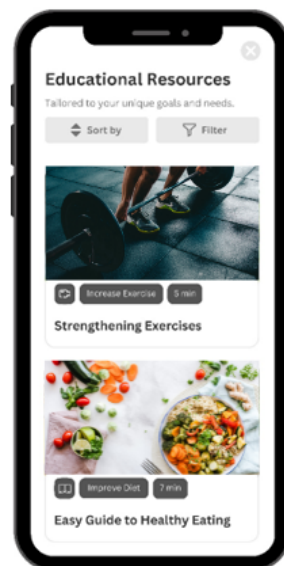 Educational Resources
Tailored to your unique goals and needs.
Sort by Filter
Increase Exercise 5 min
Strengthening Exercises
Improve Diet 7 min
Easy Guide to Healthy Eating